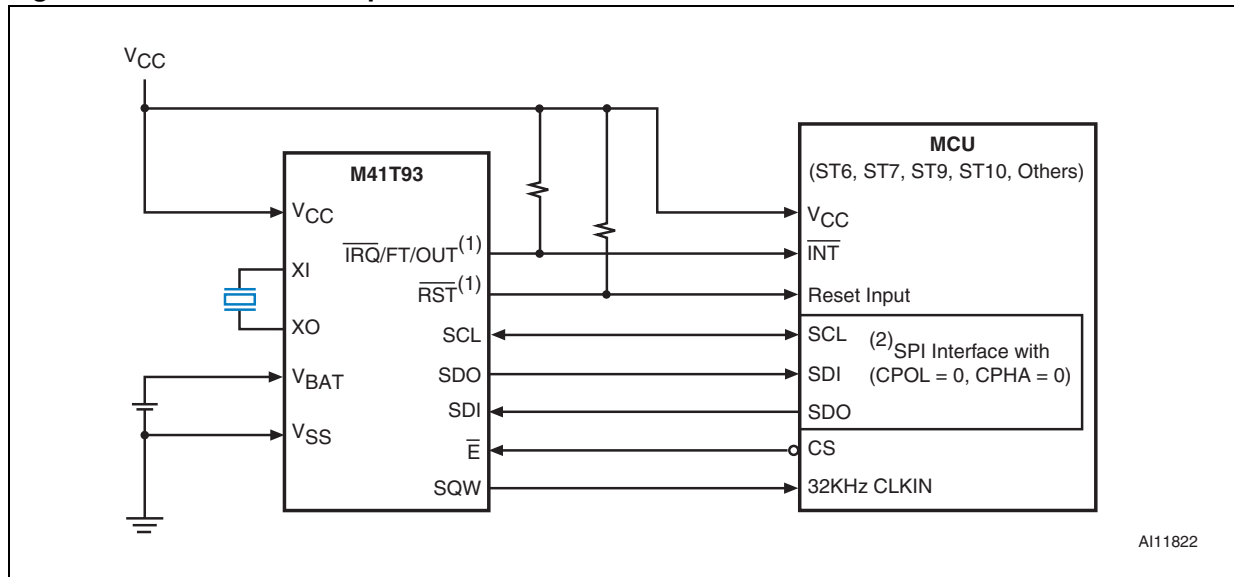 VCC
M41T93
VCC
XI
XO
VBAT
VSS
IRQ/FT/OUT(1)
RST(1)
SCL
SDO
SDI
E
SQW
MCU
(ST6, ST7, ST9, ST10, Others)
VCC
INT
Reset Input
SCL
SDI
SDO
(2)SPI Interface with
(CPOL = 0, CPHA = 0)
CS
32KHz CLKIN
AI11822